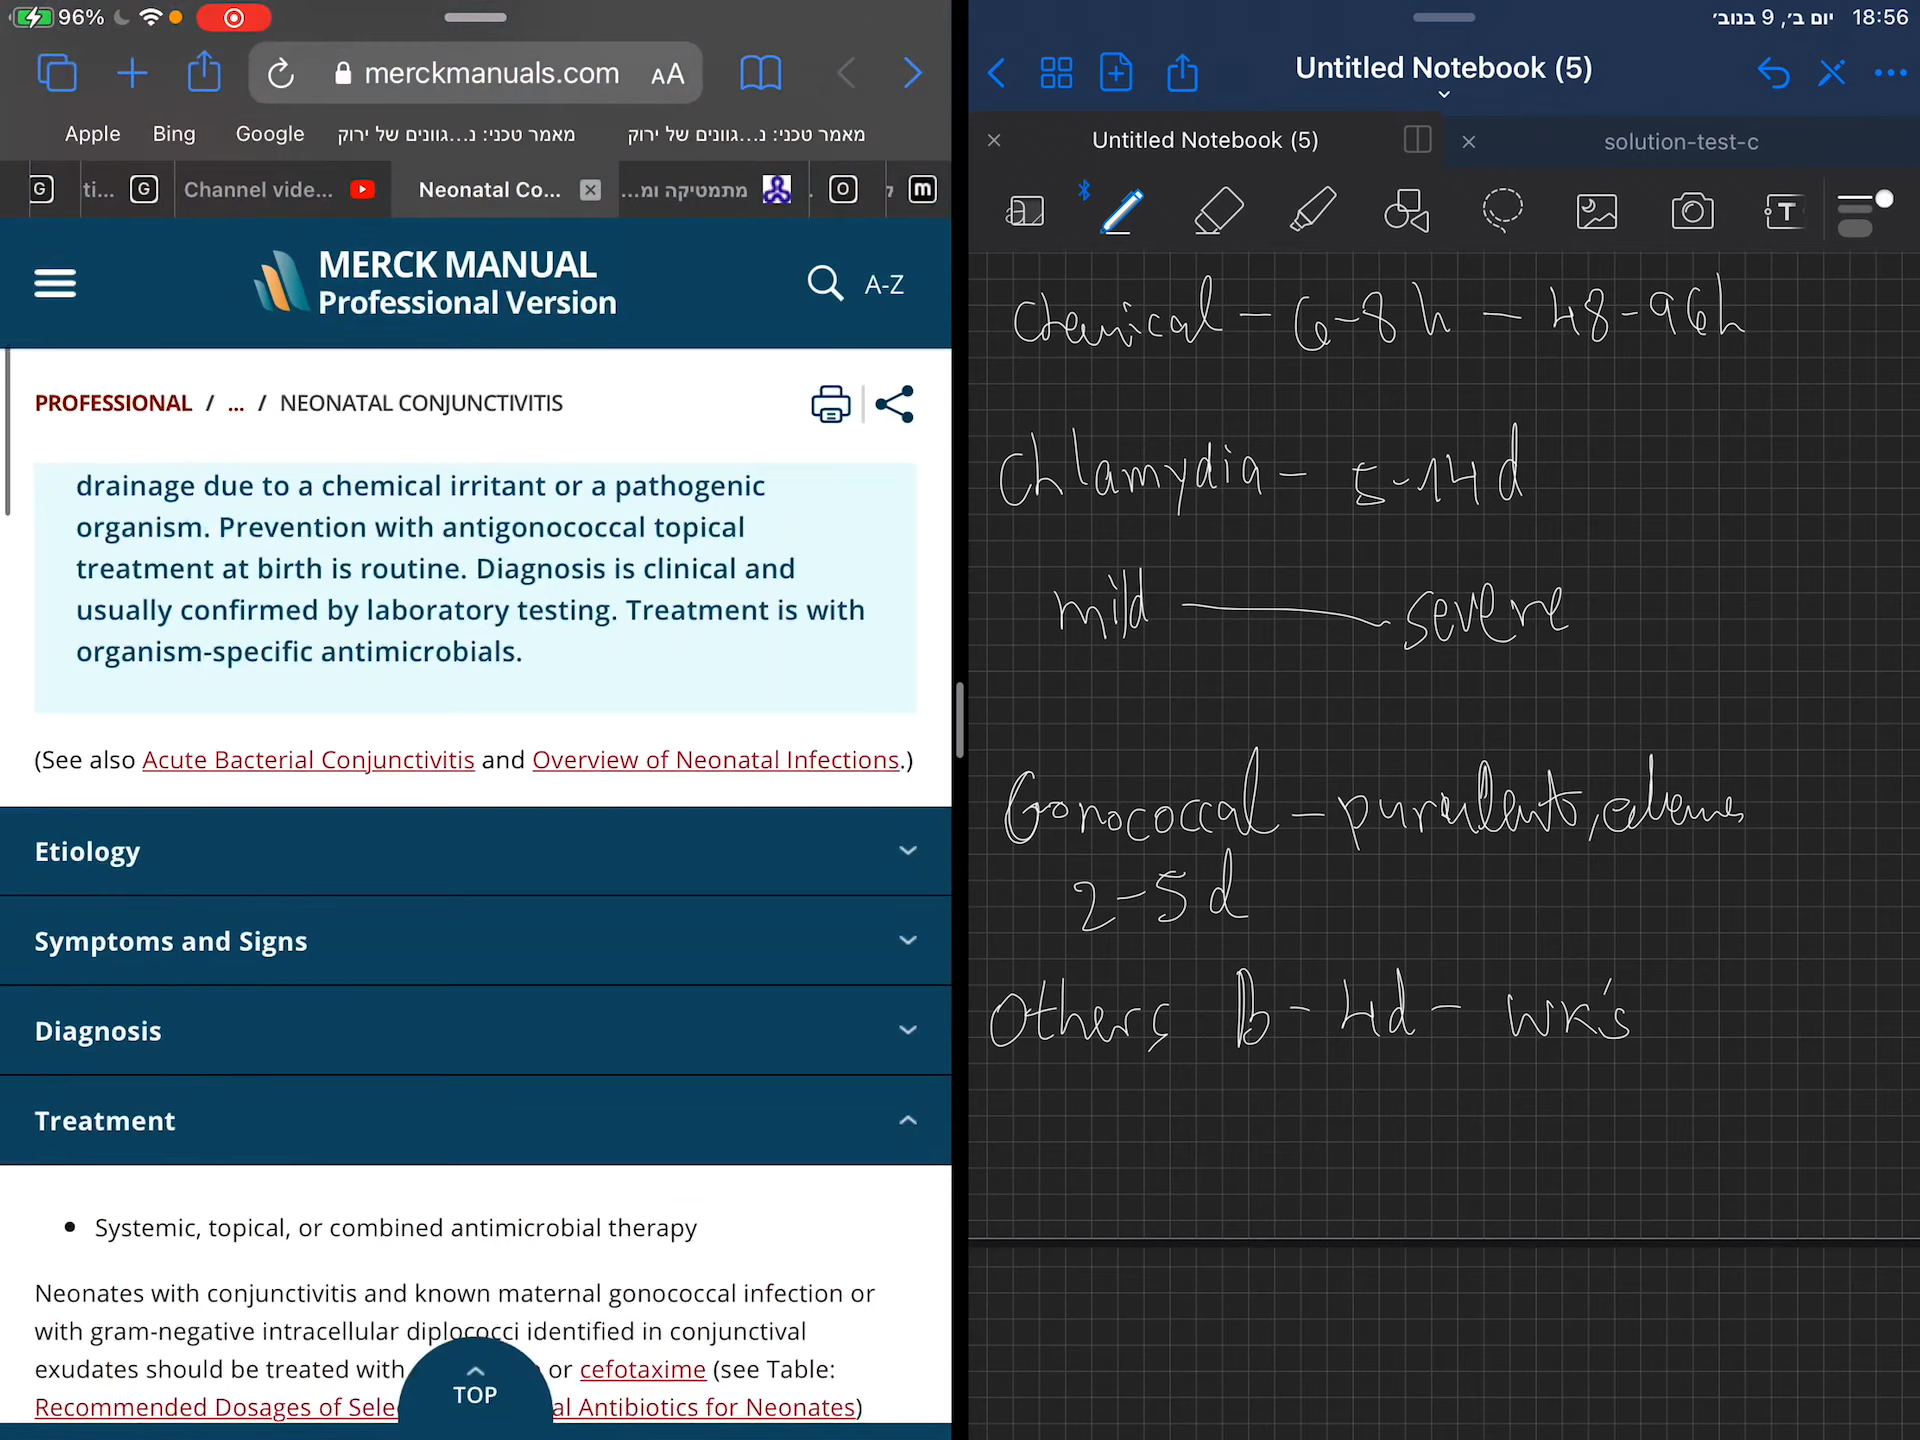 96%
merckmanuals.com
AA
Apple
Bing
Google
מאמר טכני: נ...גוונים של ירוק
מאמר טכני: נ...גוונים של ירוק
G
ti...
G
Channel vide...
Neonatal Co...
...מתמטיקה ומ
O
m
MERCK MANUAL
Professional Version
A-Z
PROFESSIONAL / ... / NEONATAL CONJUNCTIVITIS
drainage due to a chemical irritant or a pathogenic
organism. Prevention with antigonococcal topical
treatment at birth is routine. Diagnosis is clinical and
usually confirmed by laboratory testing. Treatment is with
organism-specific antimicrobials.
(See also Acute Bacterial Conjunctivitis and Overview of Neonatal Infections.)
Etiology
Symptoms and Signs
Diagnosis
Treatment
Systemic, topical, or combined antimicrobial therapy
Neonates with conjunctivitis and known maternal gonococcal infection or
with gram-negative intracellular diplococci identified in conjunctival
exudates should be treated with or cefotaxime (see Table:
Recommended Dosages of Sele al Antibiotics for Neonates)
TOP
יום ב׳, 9 בנוב׳
18:56
Untitled Notebook (5)
Untitled Notebook (5)
solution-test-c
T
Chemical - 6-8 h - 48-96h
Chlamydia - 5-14 d
mild — severe
Gonococcal - purulent,
2-5 d
Others B - 4d - wk's